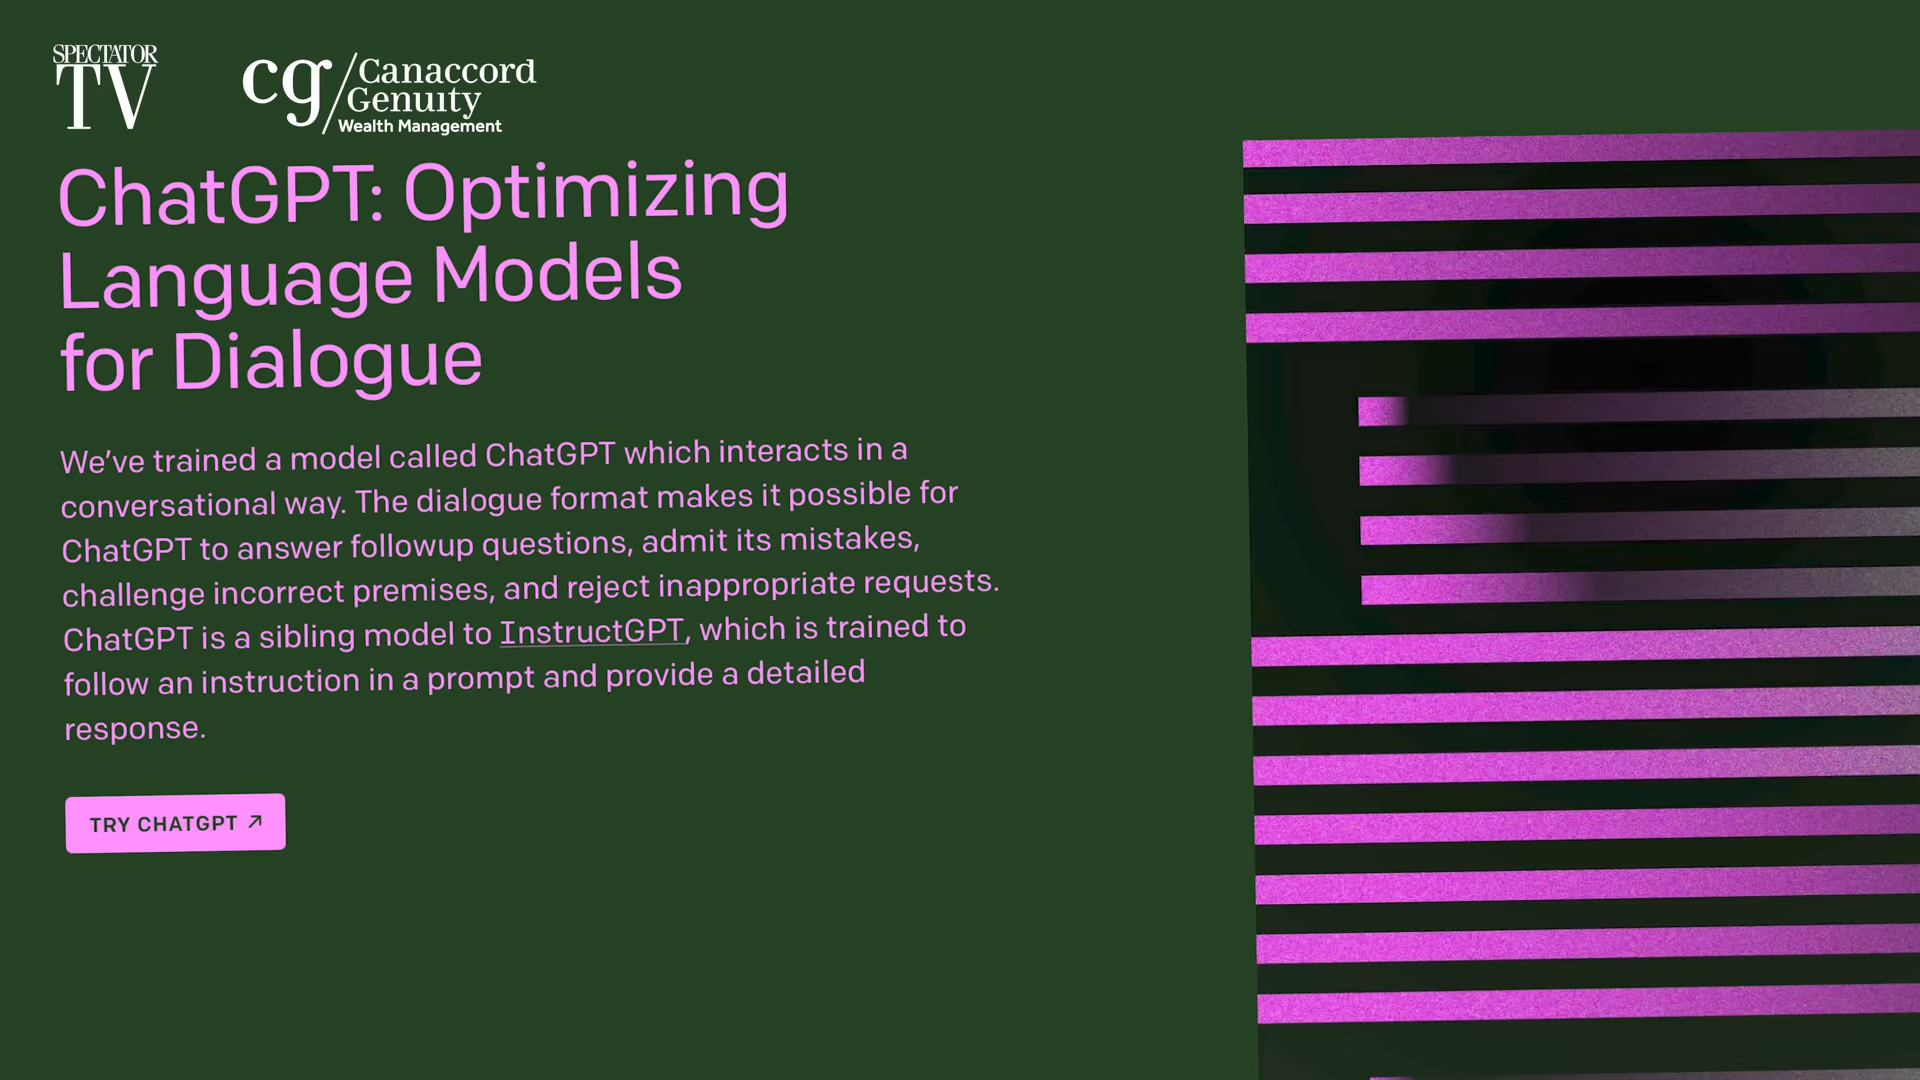 SPECTATOR
TV
cg/Canaccord
Genuity
Wealth Management
ChatGPT: Optimizing
Language Models
for Dialogue
We’ve trained a model called ChatGPT which interacts in a
conversational way. The dialogue format makes it possible for
ChatGPT to answer followup questions, admit its mistakes,
challenge incorrect premises, and reject inappropriate requests.
ChatGPT is a sibling model to InstructGPT, which is trained to
follow an instruction in a prompt and provide a detailed
response.
TRY CHATGPT ↗